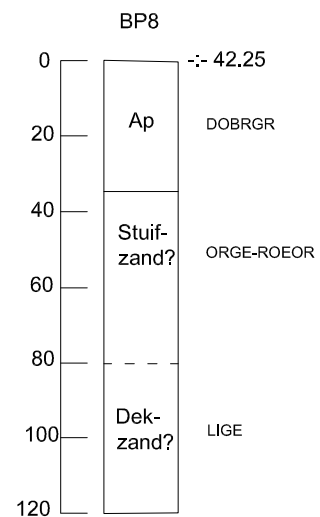 BP8
0
-:- 42.25
Ap
DOBRGR
20
40
Stuif-
zand?
ORGE-ROEOR
60
80
Dek-
zand?
LIGE
100
120